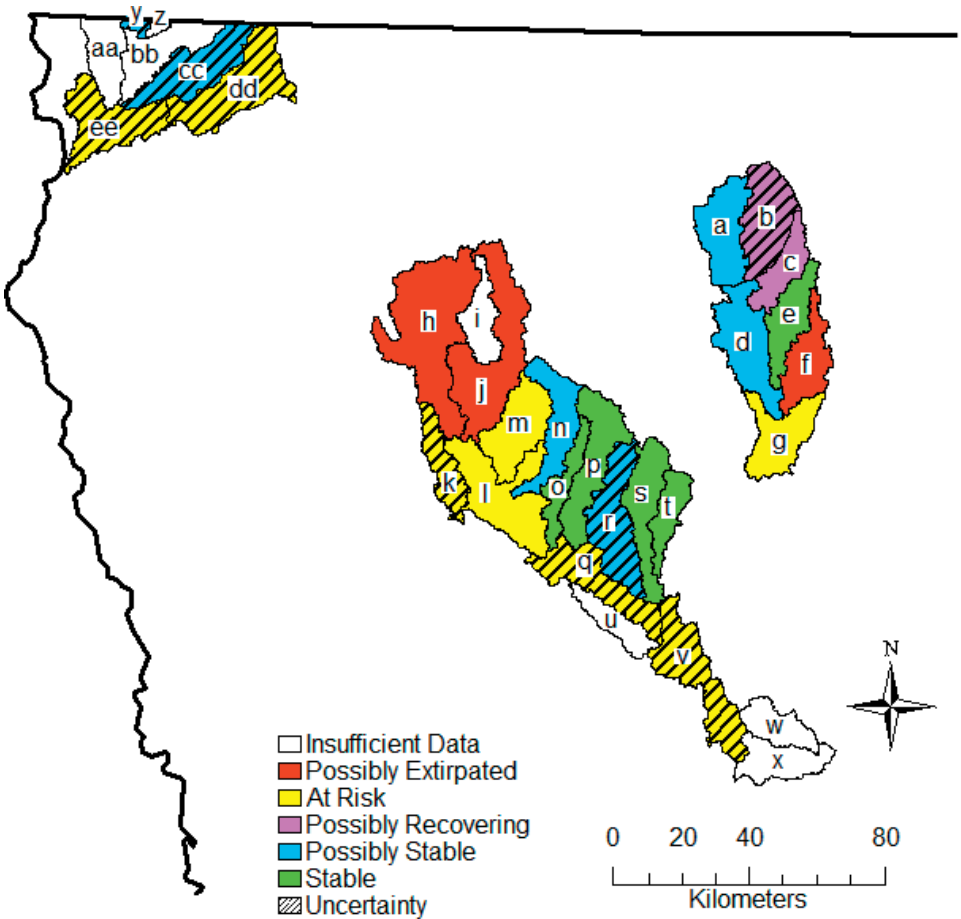 y z
aa bb
cc
dd
ee
a b
c
d e
f
g
h i
j
k l m n
o p q r s t
u
v
w
x
N
Insufficient Data
Possibly Extirpated
At Risk
Possibly Recovering
Possibly Stable
Stable
Uncertainty
0 20 40 80
Kilometers